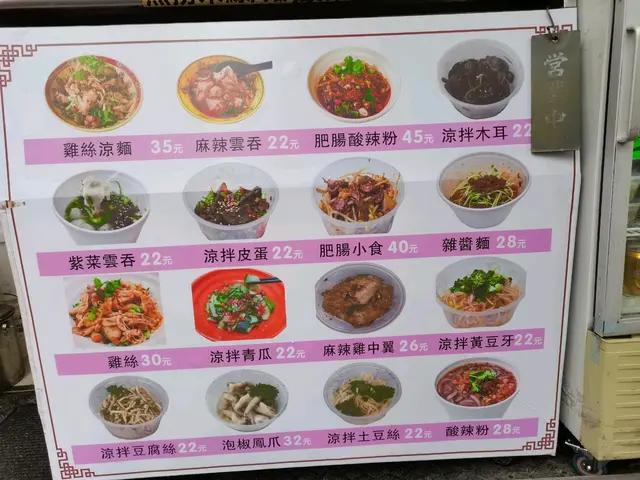 營業中
雞絲涼麵 35元 麻辣雲吞 22元 肥腸酸辣粉 45元 涼拌木耳 22
紫菜雲吞 22元 涼拌皮蛋 22元 肥腸小食 40元 雜醬麵 28元
雞絲 30元 涼拌青瓜 22元 麻辣雞中翼 26元 涼拌黃豆牙 22元
涼拌豆腐絲 22元 泡椒鳳爪 32元 涼拌土豆絲 22元 酸辣粉 28元